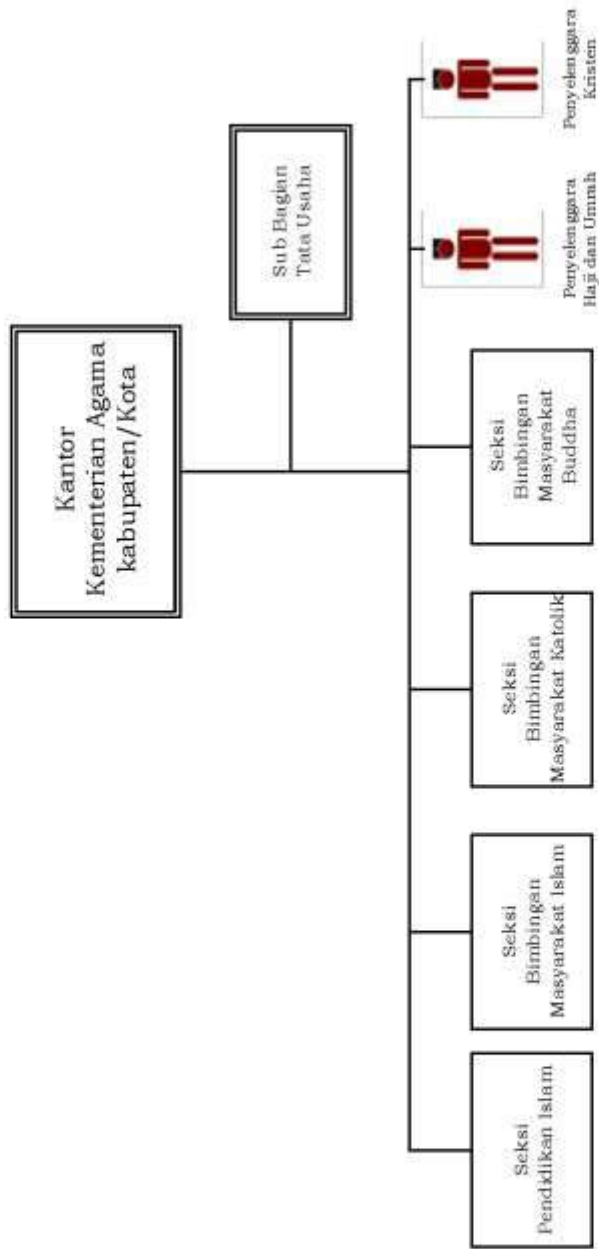 Kantor
Kementerian Agama
kabupaten/Kota
Sub Bagian
Tata Usaha
Seksi
Pendidikan Islam
Seksi
Bimbingan
Masyarakat Islam
Seksi
Bimbingan
Masyarakat Katolik
Seksi
Bimbingan
Masyarakat
Buddha
Penyelenggara
Haji dan Umrah
Penyelenggara
Kristen